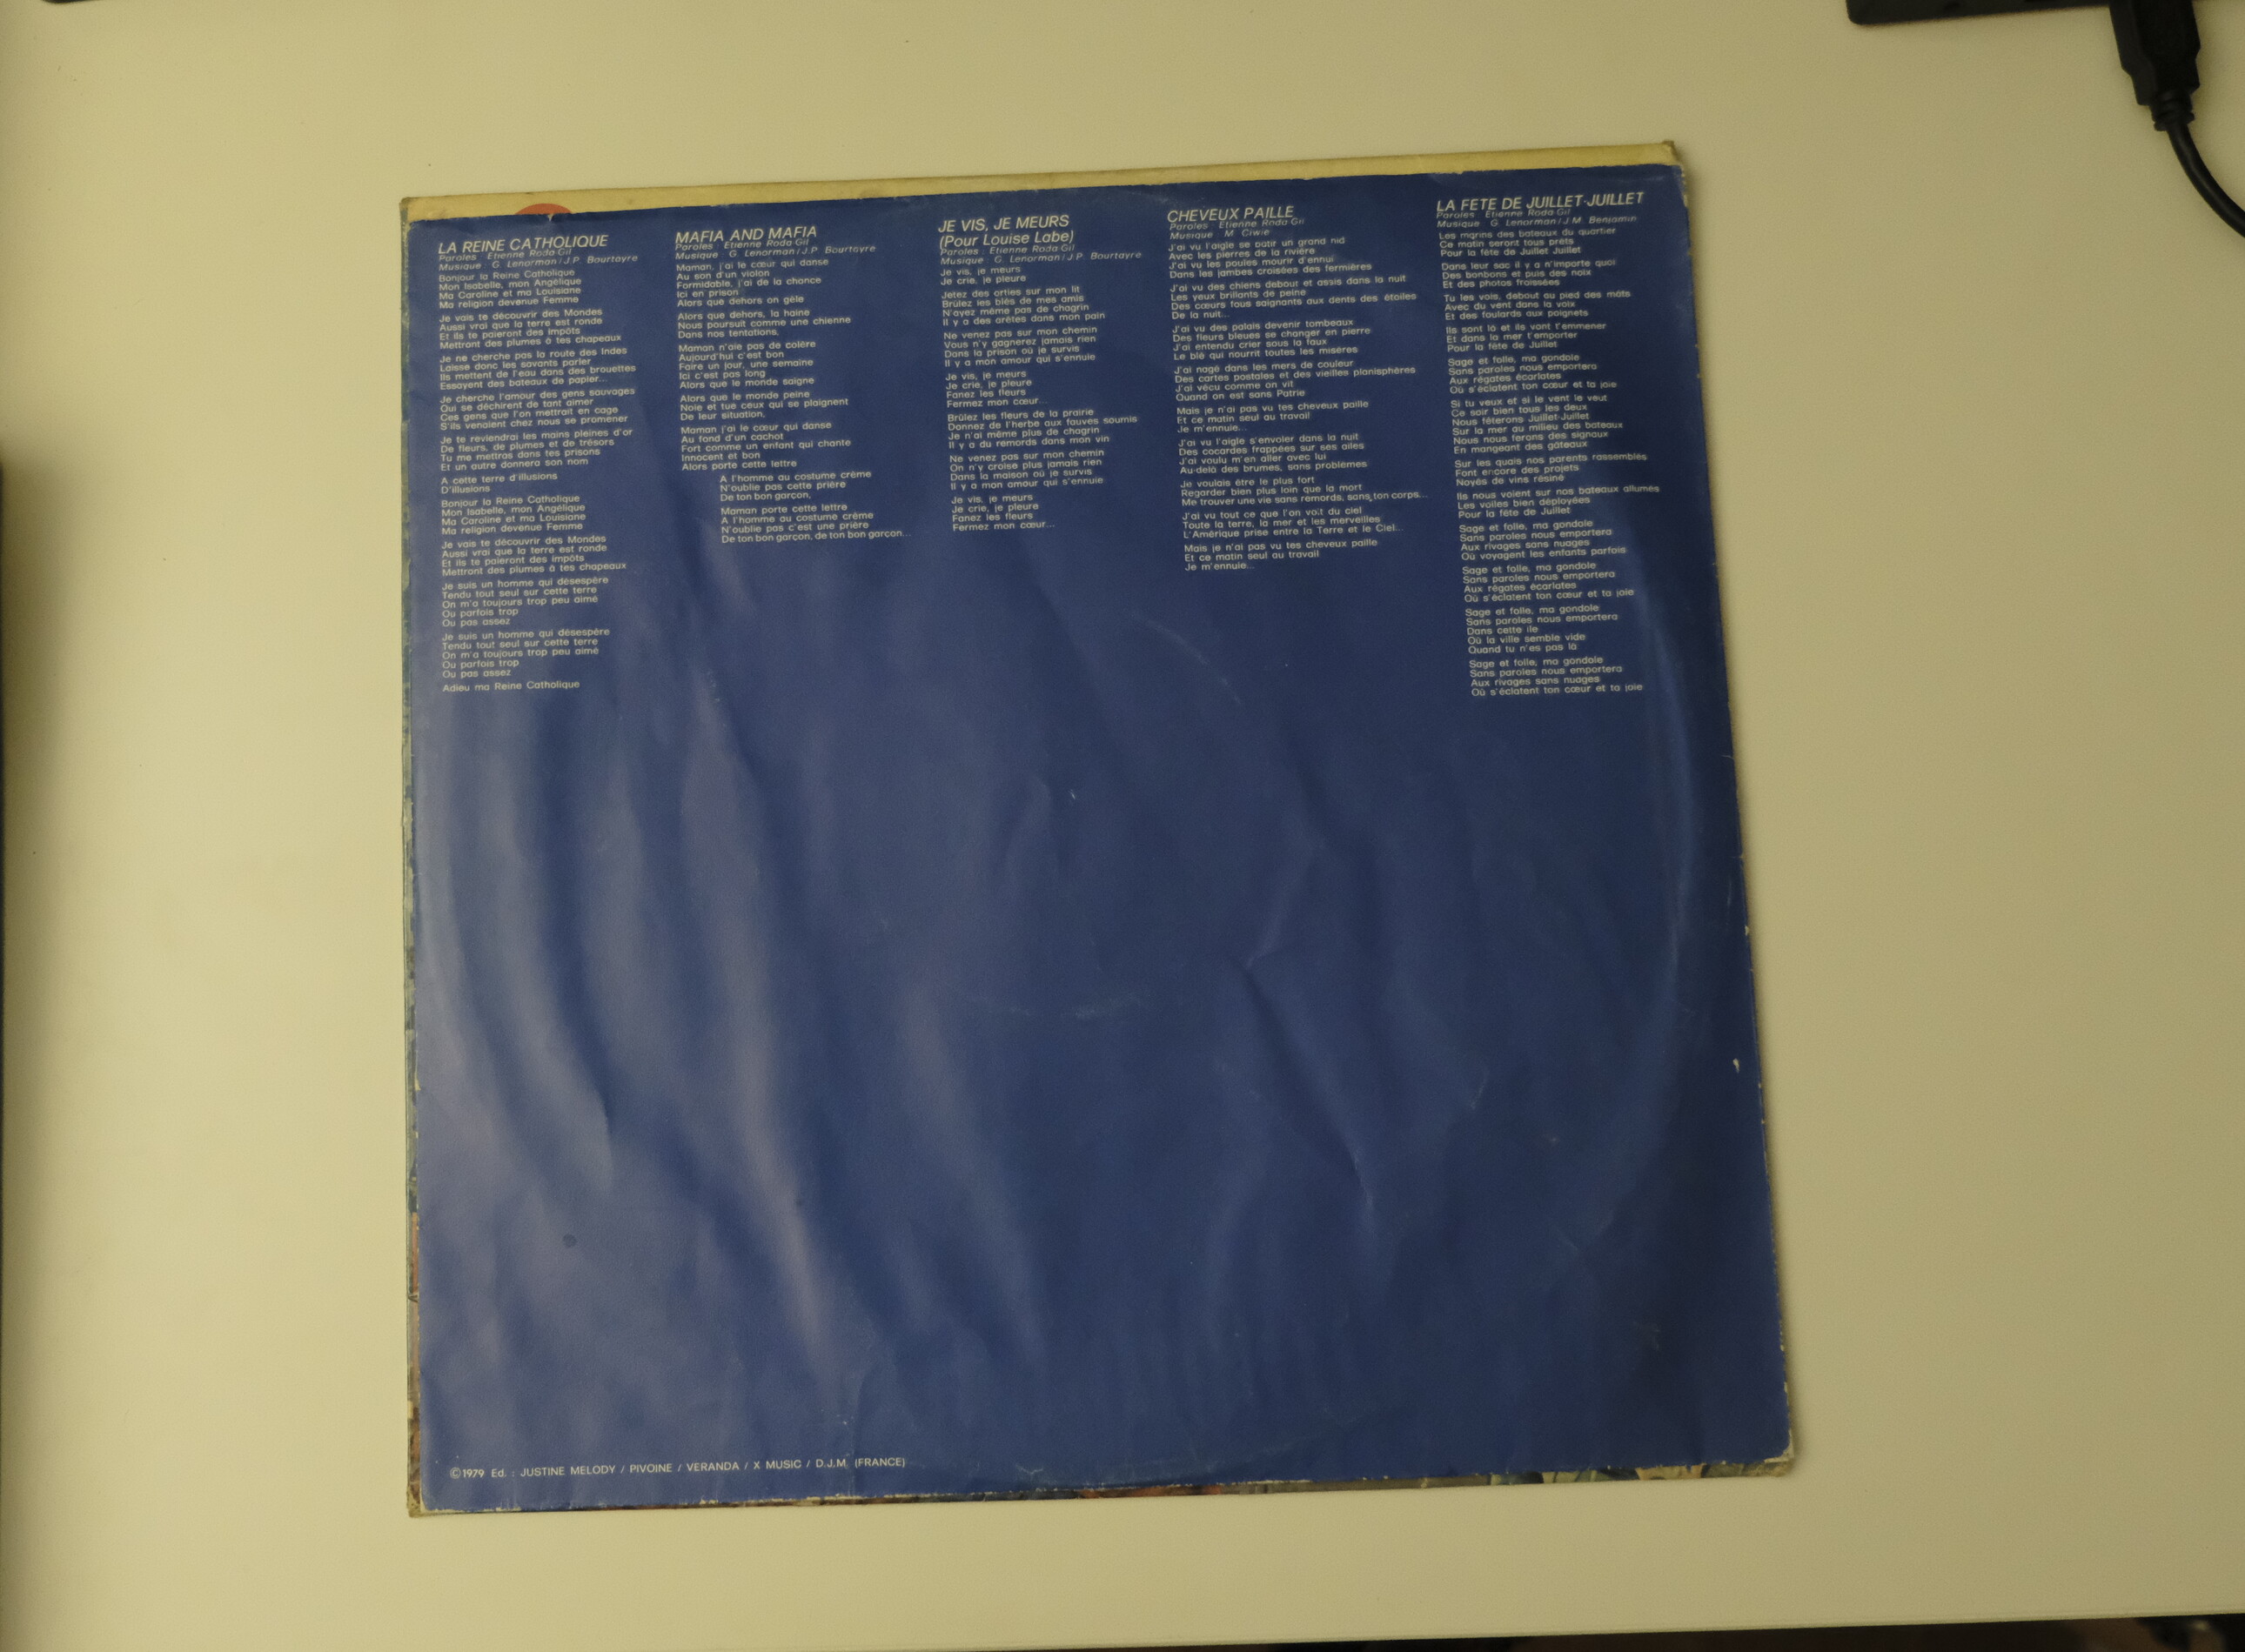 LA REINE CATHOLIQUE
Paroles : Etienne Roda-Gil
Musique : G. Lenorman / J.P. Bourtayre
Bonjour la Reine Catholique
Mon Isabelle, mon Angélique
Ma Caroline et ma Louisiane
Ma religion devenue Femme
Je vais te découvrir des Mondes
Aussi vrai que la terre est ronde
Et ils te paieront des impôts
Mettront des plumes à tes chapeaux
Je ne cherche pas la route des Indes
Laisse donc les savants parler
Ils mettent de l'eau dans des brouettes
Essayent des bateaux de papier...
Je cherche l'amour des gens sauvages
Qui se déchirent de tant aimer
Ces gens que l'on mettrait en cage
S'ils venaient chez nous se promener
Je te reviendrai les mains pleines d'or
De fleurs, de plumes et de trésors
Tu me mettras dans tes prisons
Et un autre donnera son nom
A cette terre d'illusions
D'illusions
Bonjour la Reine Catholique
Mon Isabelle, mon Angélique
Ma Caroline et ma Louisiane
Ma religion devenue Femme
Je vais te découvrir des Mondes
Aussi vrai que la terre est ronde
Et ils te paieront des impôts
Mettront des plumes à tes chapeaux
Je suis un homme qui désespère
Tendu tout seul sur cette terre
On m'a toujours trop peu aimé
Ou parfois trop
Ou pas assez
Je suis un homme qui désespère
Tendu tout seul sur cette terre
On m'a toujours trop peu aimé
Ou parfois trop
Ou pas assez
Adieu ma Reine Catholique
MAFIA AND MAFIA
Paroles : Etienne Roda-Gil
Musique : G. Lenorman / J.P. Bourtayre
Maman, j'ai le cœur qui danse
Au son d'un violon
Formidable, j'ai de la chance
Ici en prison
Alors que dehors on gèle
Alors que dehors, la haine
Nous poursuit comme une chienne
Dans nos tentations.
Maman n'aie pas de colère
Aujourd'hui c'est bon
Faire un jour, une semaine
Ici c'est pas long
Alors que le monde saigne
Alors que le monde peine
Noie et tue ceux qui se plaignent
De leur situation.
Maman j'ai le cœur qui danse
Au fond d'un cachot
Fort comme un enfant qui chante
Innocent et bon
Alors porte cette lettre
A l'homme au costume crème
N'oublie pas cette prière
De ton bon garçon,
Maman porte cette lettre
A l'homme au costume crème
N'oublie pas c'est une prière
De ton bon garçon, de ton bon garçon...
JE VIS, JE MEURS
(Pour Louise Labe)
Paroles : Etienne Roda-Gil
Musique : G. Lenorman / J.P. Bourtayre
Je vis, je meurs
Je crie, je pleure
Jetez des orties sur mon lit
Brûlez les blés de mes amis
N'ayez même pas de chagrin
Il y a des arêtes dans mon pain
Ne venez pas sur mon chemin
Vous n'y gagnerez jamais rien
Dans la prison où je survis
Il y a mon amour qui s'ennuie
Je vis, je meurs
Je crie, je pleure
Fanez les fleurs
Fermez mon cœur...
Brûlez les fleurs de la prairie
Donnez de l'herbe aux fauves soumis
Je n'ai même plus de chagrin
Il y a du remords dans mon vin
Ne venez pas sur mon chemin
On n'y croise plus jamais rien
Dans la maison où je survis
Il y a mon amour qui s'ennuie
Je vis, je meurs
Je crie, je pleure
Fanez les fleurs
Fermez mon cœur...
CHEVEUX PAILLE
Paroles : Etienne Roda Gil
Musique : M. Ciwie
J'ai vu l'aigle se batir un grand nid
Avec les pierres de la rivière
J'ai vu les poules mourir d'ennui
Dans les jambes croisées des fermières
J'ai vu des chiens debout et assis dans la nuit
Les yeux brillants de peine
Des cœurs fous saignants aux dents des étoiles
De la nuit...
J'ai vu des palais devenir tombeaux
Des fleurs bleues se changer en pierre
J'ai entendu crier sous la faux
Le blé qui nourrit toutes les misères
J'ai nagé dans les mers de couleur
Des cartes postales et des vieilles planisphères
J'ai vécu comme on vit
Quand on est sans Patrie
Mais je n'ai pas vu tes cheveux paille
Et ce matin seul au travail
Je m'ennuie...
J'ai vu l'aigle s'envoler dans la nuit
Des cocardes frappées sur ses ailes
J'ai voulu m'en aller avec lui
Au-delà des brumes, sans problèmes
Je voulais être le plus fort
Regarder bien plus loin que la mort
Me trouver une vie sans remords, sans ton corps...
J'ai vu tout ce que l'on voit du ciel
Toute la terre, la mer et les merveilles
L'Amérique prise entre la Terre et le Ciel...
Mais je n'ai pas vu tes cheveux paille
Et ce matin seul au travail
Je m'ennuie...
LA FETE DE JUILLET-JUILLET
Paroles : Etienne Roda-Gil
Musique : G. Lenorman / J.M. Benjamin
Les marins des bateaux du quartier
Ce matin seront tous prêts
Pour la fête de Juillet Juillet
Dans leur sac il y a n'importe quoi
Des bonbons et puis des noix
Et des photos froissées
Tu les vois, debout au pied des mâts
Avec du vent dans la voix
Et des foulards aux poignets
Ils sont là et ils vont t'emmener
Et dans la mer t'emporter
Pour la fête de Juillet
Sage et folle, ma gondole
Sans paroles nous emportera
Aux régates écarlates
Où s'éclatent ton cœur et ta joie
Si tu veux et si le vent le veut
Ce soir bien tous les deux
Nous fêterons Juillet-Juillet
Sur la mer au milieu des bateaux
Nous nous ferons des signaux
En mangeant des gâteaux
Sur les quais nos parents rassemblés
Font encore des projets
Noyés de vins résiné
Ils nous voient sur nos bateaux allumés
Les voiles bien déployées
Pour la fête de Juillet
Sage et folle, ma gondole
Sans paroles nous emportera
Aux rivages sans nuages
Où voyagent les enfants parfois
Sage et folle, ma gondole
Sans paroles nous emportera
Aux régates écarlates
Où s'éclatent ton cœur et ta joie
Sage et folle, ma gondole
Sans paroles nous emportera
Dans cette île
Où la ville semble vide
Quand tu n'es pas là
Sage et folle, ma gondole
Sans paroles nous emportera
Aux rivages sans nuages
Où s'éclatent ton cœur et ta joie
©1979 Ed. : JUSTINE MELODY / PIVOINE / VERANDA / X MUSIC / D.J.M. (FRANCE)